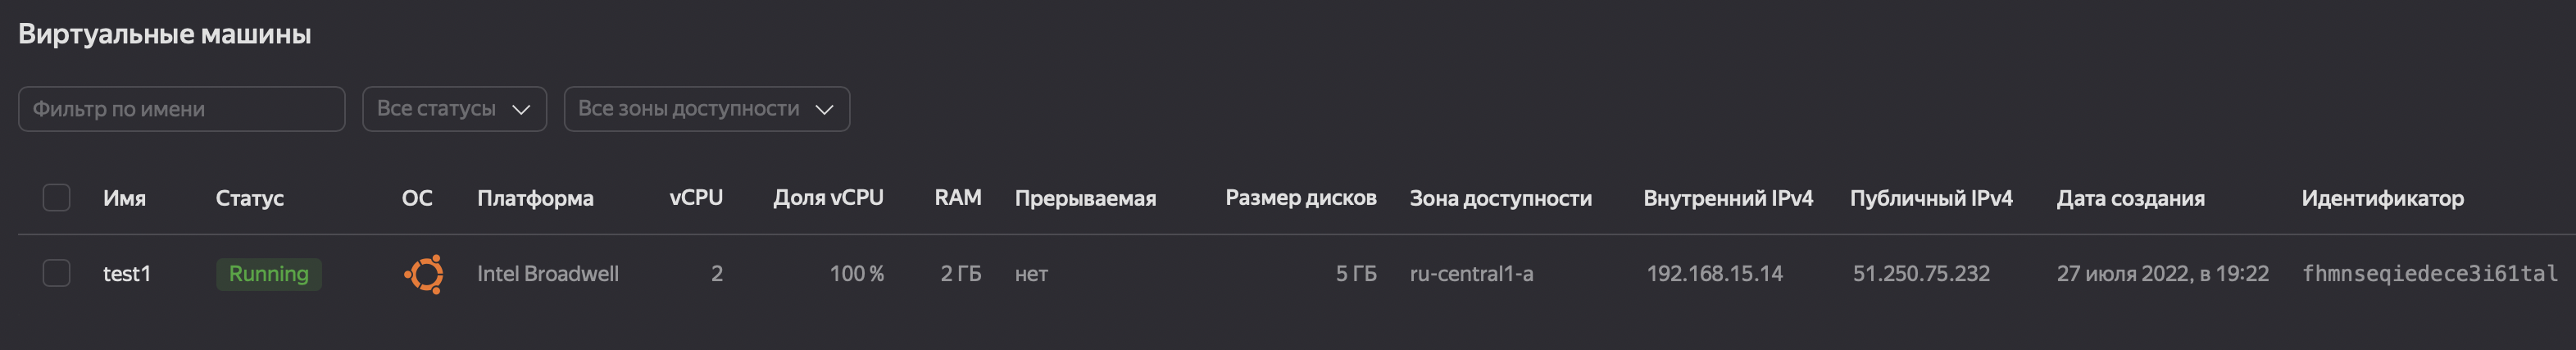 Виртуальные машины
Фильтр по имени Все статусы Все зоны доступности
Имя Статус ОС Платформа vCPU Доля vCPU RAM Прерываемая Размер дисков Зона доступности Внутренний IPv4 Публичный IPv4 Дата создания Идентификатор
test1 Running Intel Broadwell 2 100 % 2 ГБ нет 5 ГБ ru-central1-a 192.168.15.14 51.250.75.232 27 июля 2022, в 19:22 fhmnseqiedece3i61tal